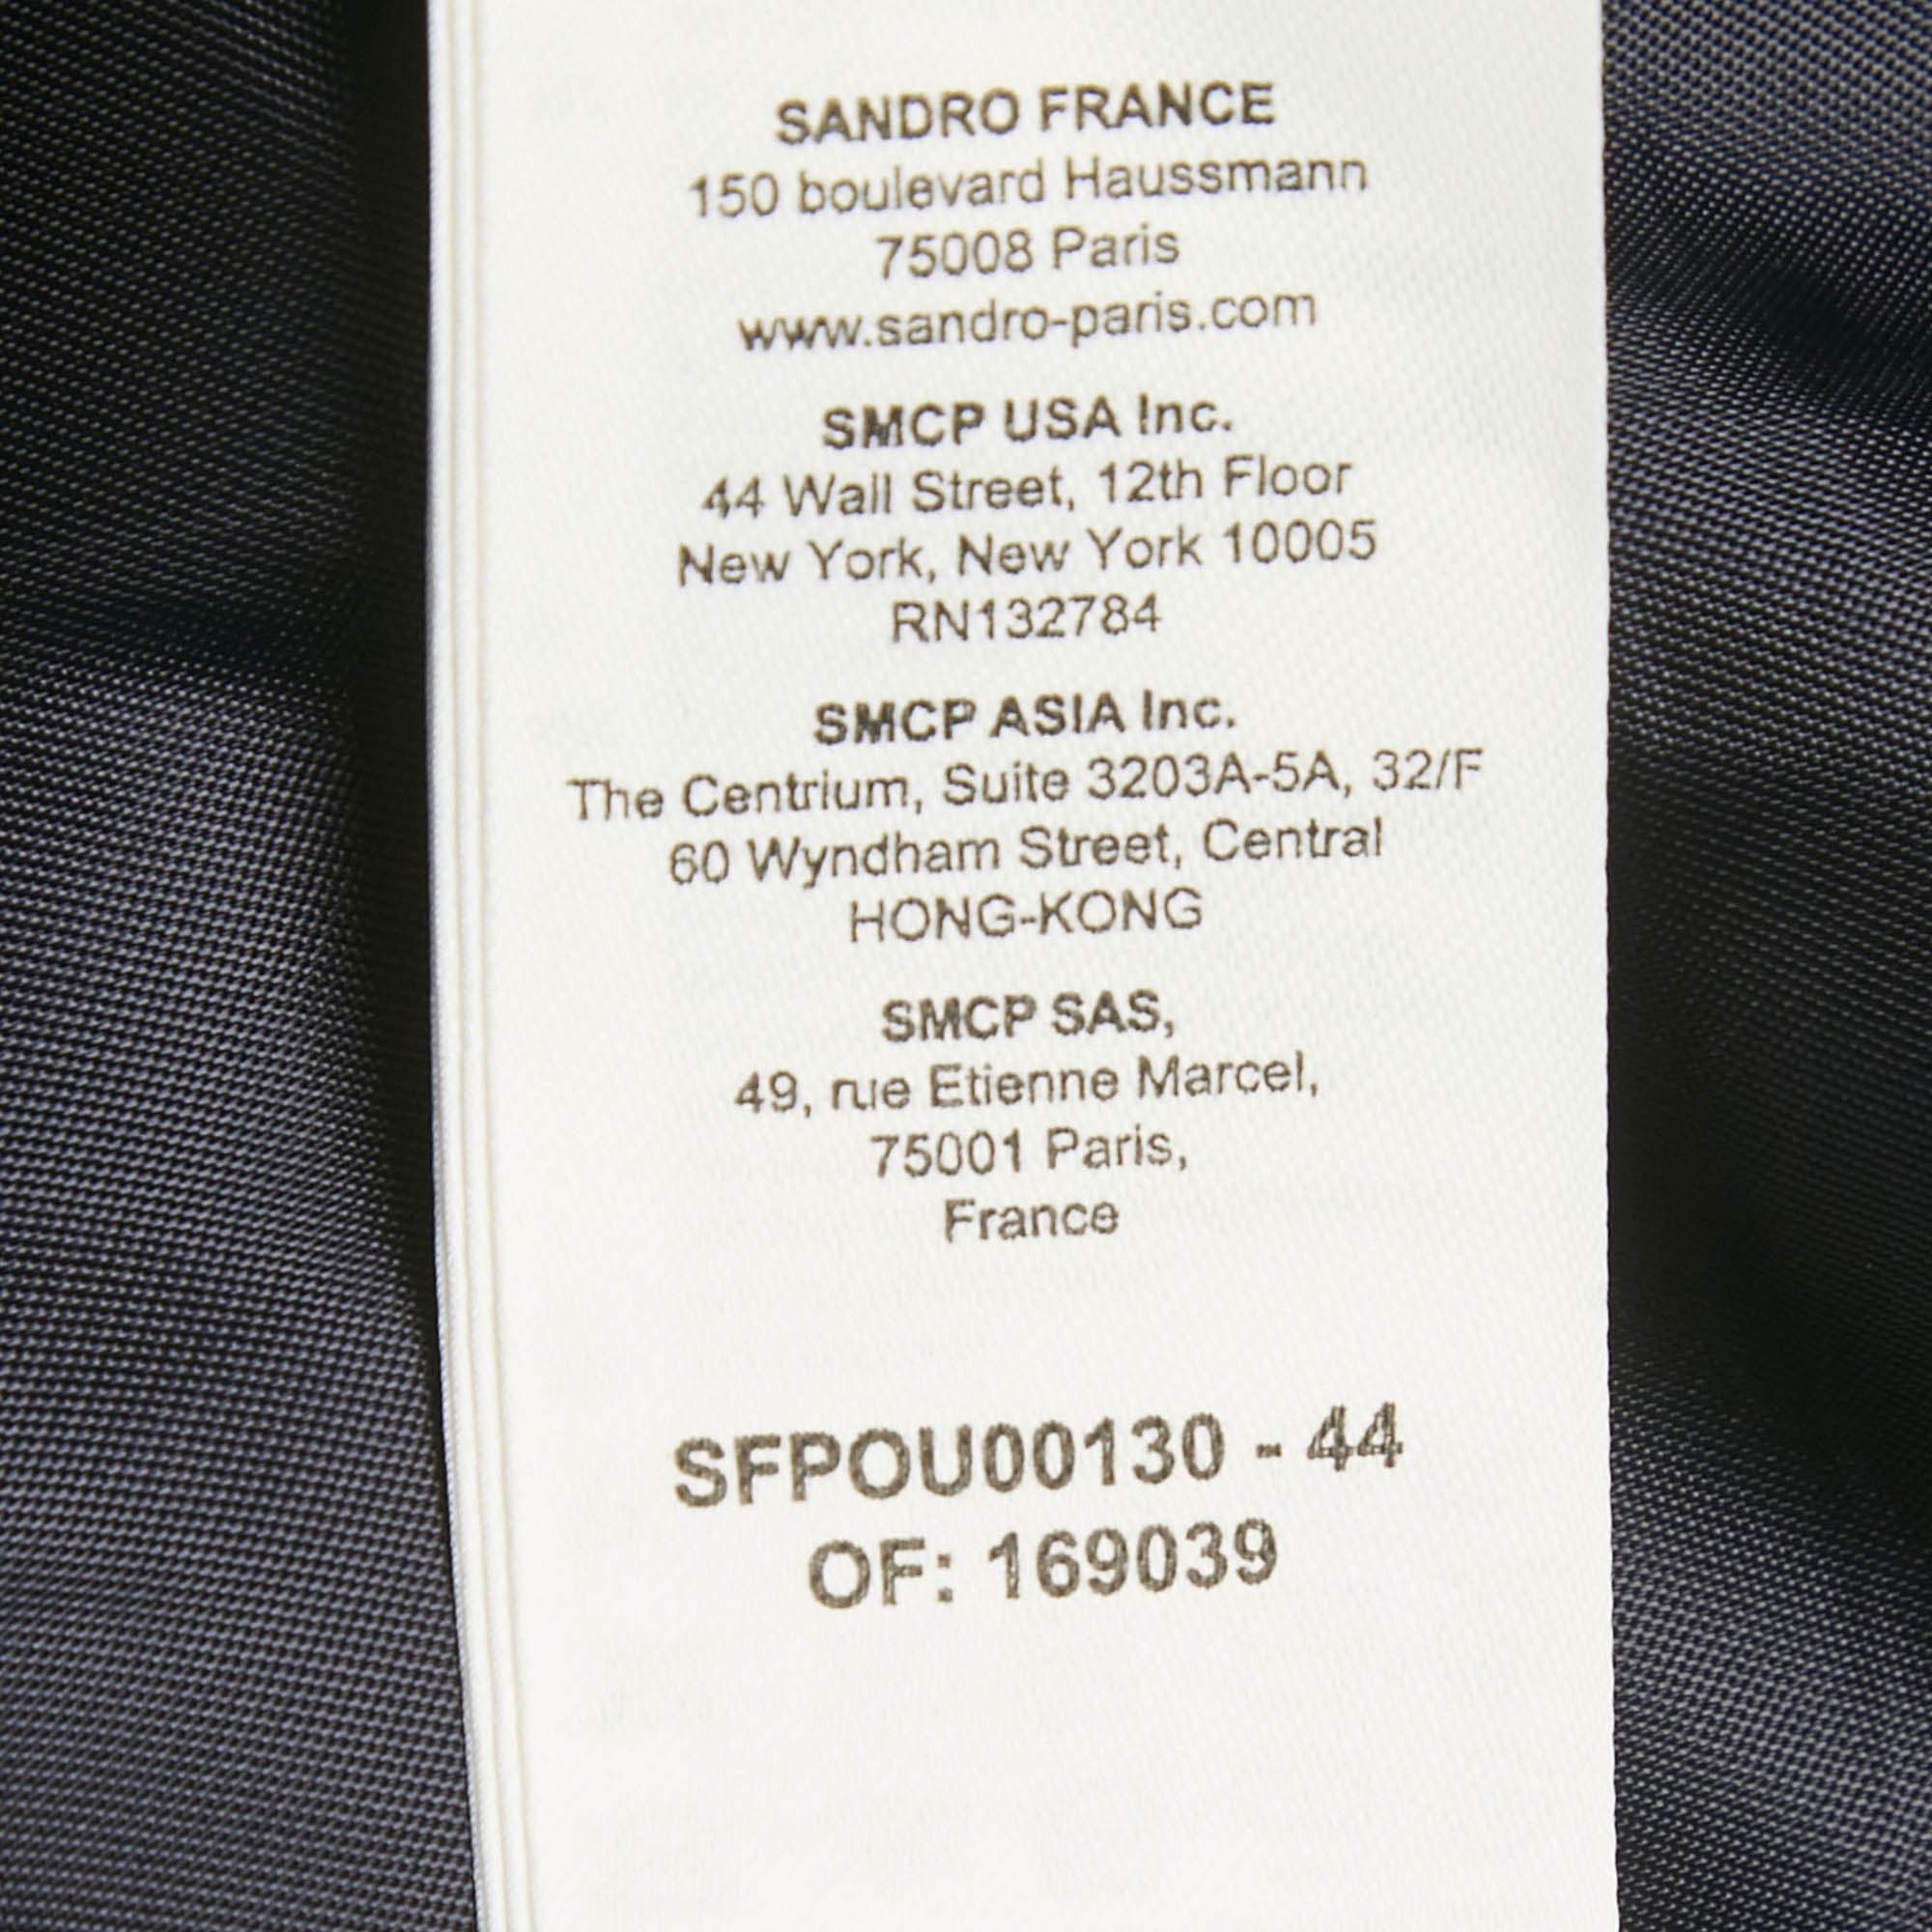 SANDRO FRANCE
150 boulevard Haussmann
75008 Paris
www.sandro-paris.com
SMCP USA Inc.
44 Wall Street, 12th Floor
New York, New York 10005
RN132784
SMCP ASIA Inc.
The Centrium, Suite 3203A-5A, 32/F
60 Wyndham Street, Central
HONG-KONG
SMCP SAS,
49, rue Etienne Marcel,
75001 Paris,
France
SFPOU00130 - 44
OF: 169039